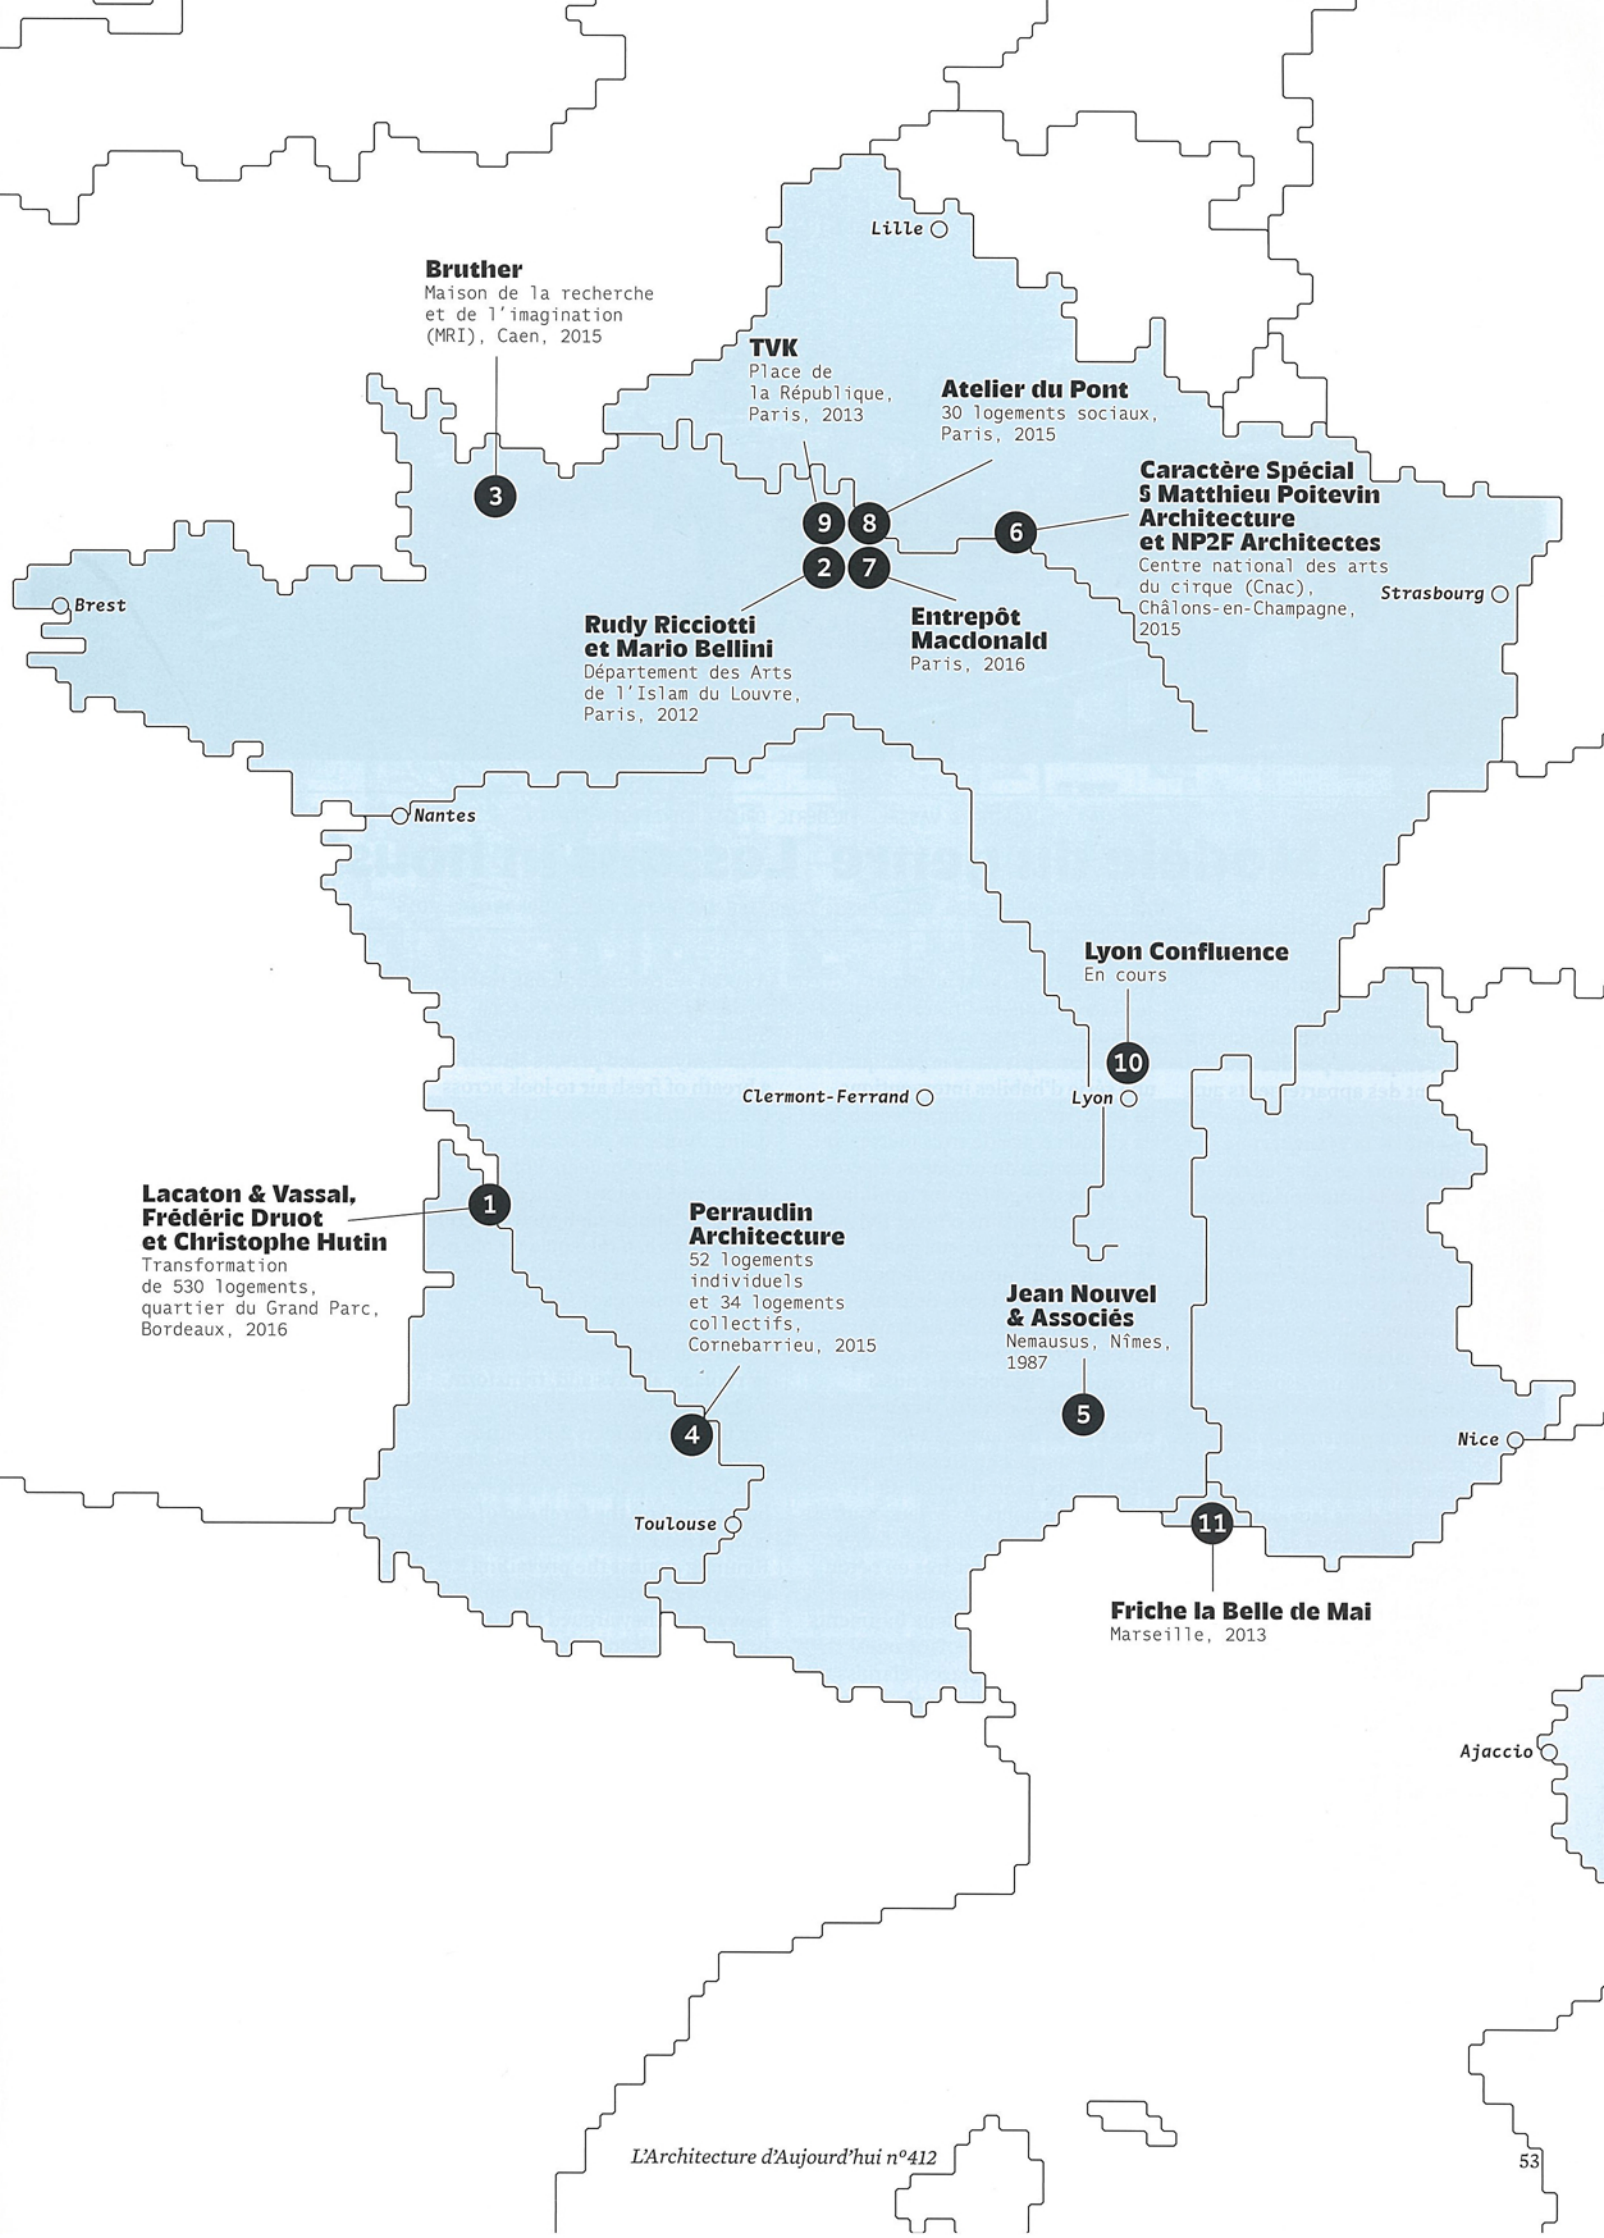 Lille
Bruther
Maison de la recherche
et de l'imagination
(MRI), Caen, 2015
3
TVK
Place de
la République,
Paris, 2013
9
Atelier du Pont
30 logements sociaux,
Paris, 2015
8
Caractère Spécial
& Matthieu Poitevin
Architecture
et NP2F Architectes
Centre national des arts
du cirque (Cnac),
Châlons-en-Champagne,
2015
6
2
7
Rudy Ricciotti
et Mario Bellini
Département des Arts
de l'Islam du Louvre,
Paris, 2012
Entrepôt
Macdonald
Paris, 2016
Strasbourg
Brest
Nantes
Lyon Confluence
En cours
10
Clermont-Ferrand
Lyon
Lacaton & Vassal,
Frédéric Druot
et Christophe Hutin
Transformation
de 530 logements,
quartier du Grand Parc,
Bordeaux, 2016
1
Perraudin
Architecture
52 logements
individuels
et 34 logements
collectifs,
Cornebarrieu, 2015
4
Jean Nouvel
& Associés
Nemausus, Nîmes,
1987
5
Nice
Toulouse
11
Friche la Belle de Mai
Marseille, 2013
Ajaccio
L'Architecture d'Aujourd'hui nº412
53